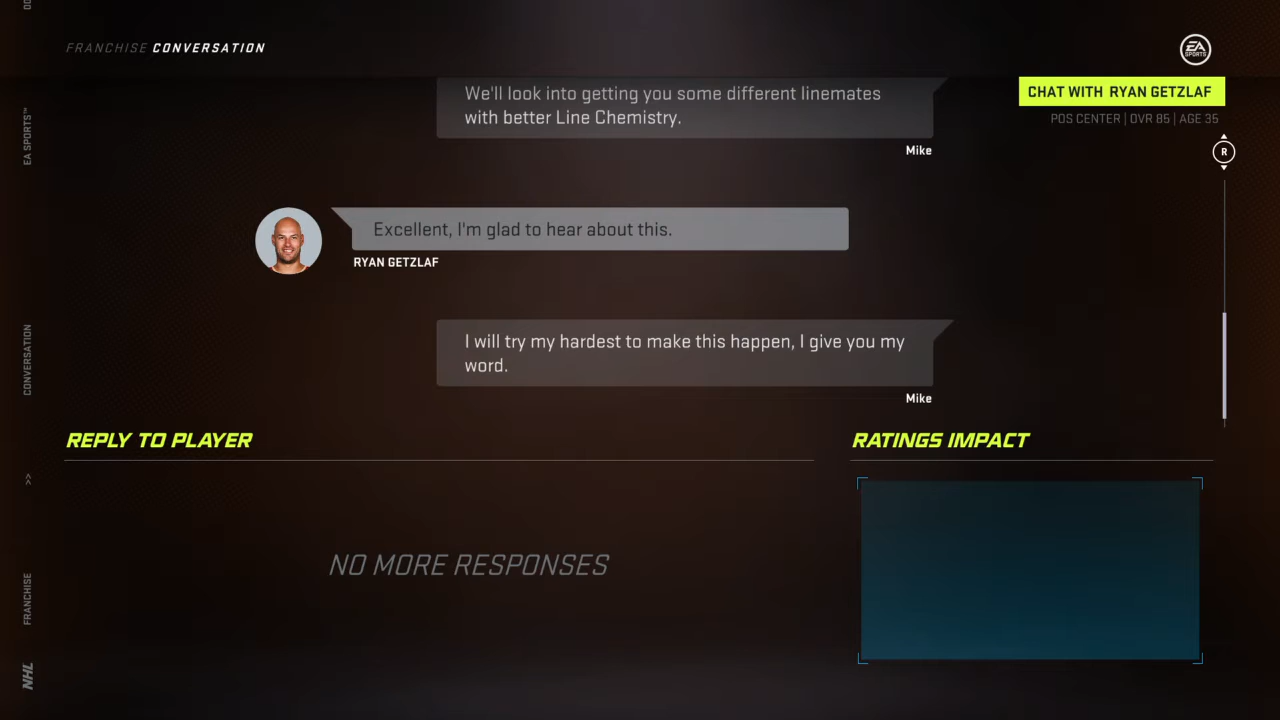 FRANCHISE CONVERSATION
EA SPORTS
CHAT WITH RYAN GETZLAF
POS CENTER | OVR 85 | AGE 35
R
We'll look into getting you some different linemates
with better Line Chemistry.
Mike
Excellent, I'm glad to hear about this.
RYAN GETZLAF
I will try my hardest to make this happen, I give you my
word.
Mike
REPLY TO PLAYER
RATINGS IMPACT
NO MORE RESPONSES
EA SPORTS™
CONVERSATION
>>
FRANCHISE
NHL